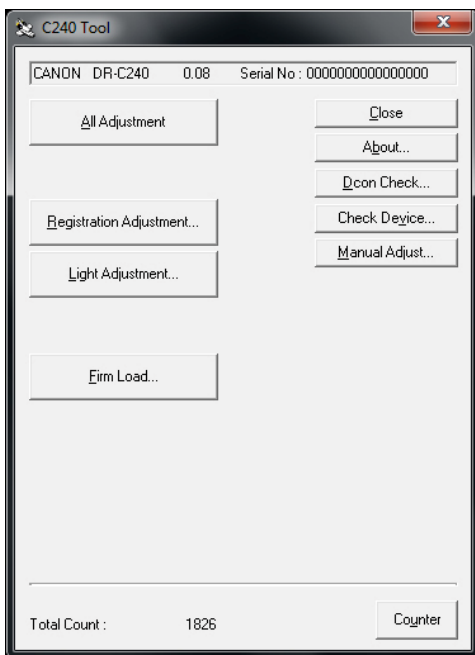 C240 Tool
CANON DR-C240 0.08 Serial No : 0000000000000000
All Adjustment
Close
About...
Dcon Check...
Registration Adjustment...
Check Device...
Light Adjustment...
Manual Adjust...
Firm Load...
Total Count : 1826
Counter